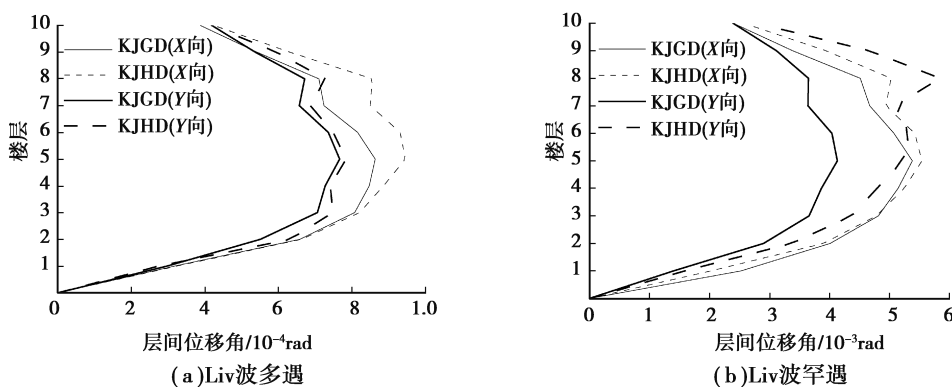 10
9
8
7
6
5
4
3
2
1
楼层
KJGD(X向)
KJHD(X向)
KJGD(Y向)
KJHD(Y向)
0 2 4 6 8 1.0
层间位移角/10⁻⁴rad
(a)Liv波多遇
10
9
8
7
6
5
4
3
2
1
楼层
KJGD(X向)
KJHD(X向)
KJGD(Y向)
KJHD(Y向)
0 1 2 3 4 5 6
层间位移角/10⁻³rad
(b)Liv波罕遇